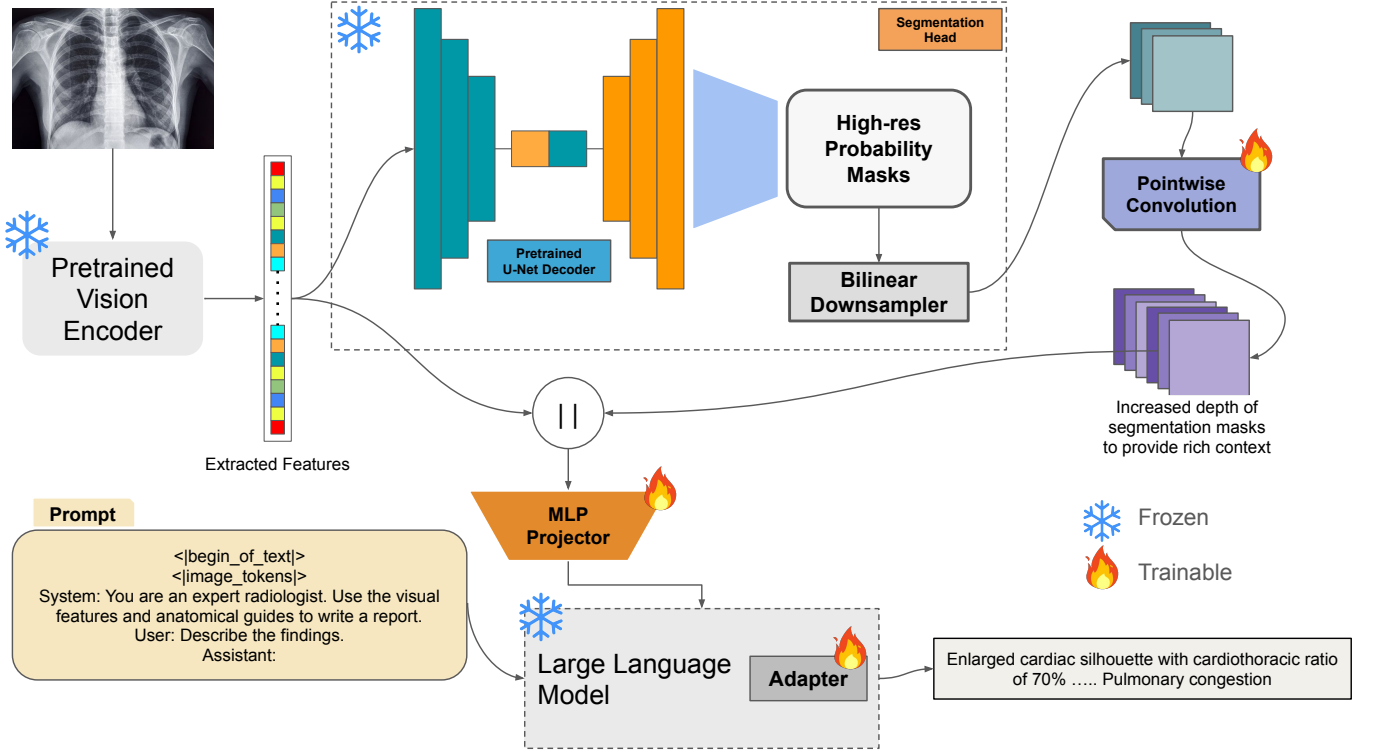 Segmentation
Head
High-res
Probability
Masks
Pointwise
Convolution
Pretrained
Vision
Encoder
Pretrained
U-Net Decoder
Bilinear
Downsampler
Extracted Features
||
Increased depth of
segmentation masks
to provide rich context
MLP
Projector
Frozen
Trainable
Prompt
<|begin_of_text|>
<|image_tokens|>
System: You are an expert radiologist. Use the visual
features and anatomical guides to write a report.
User: Describe the findings.
Assistant:
Large Language
Model
Adapter
Enlarged cardiac silhouette with cardiothoracic ratio
of 70% ..... Pulmonary congestion